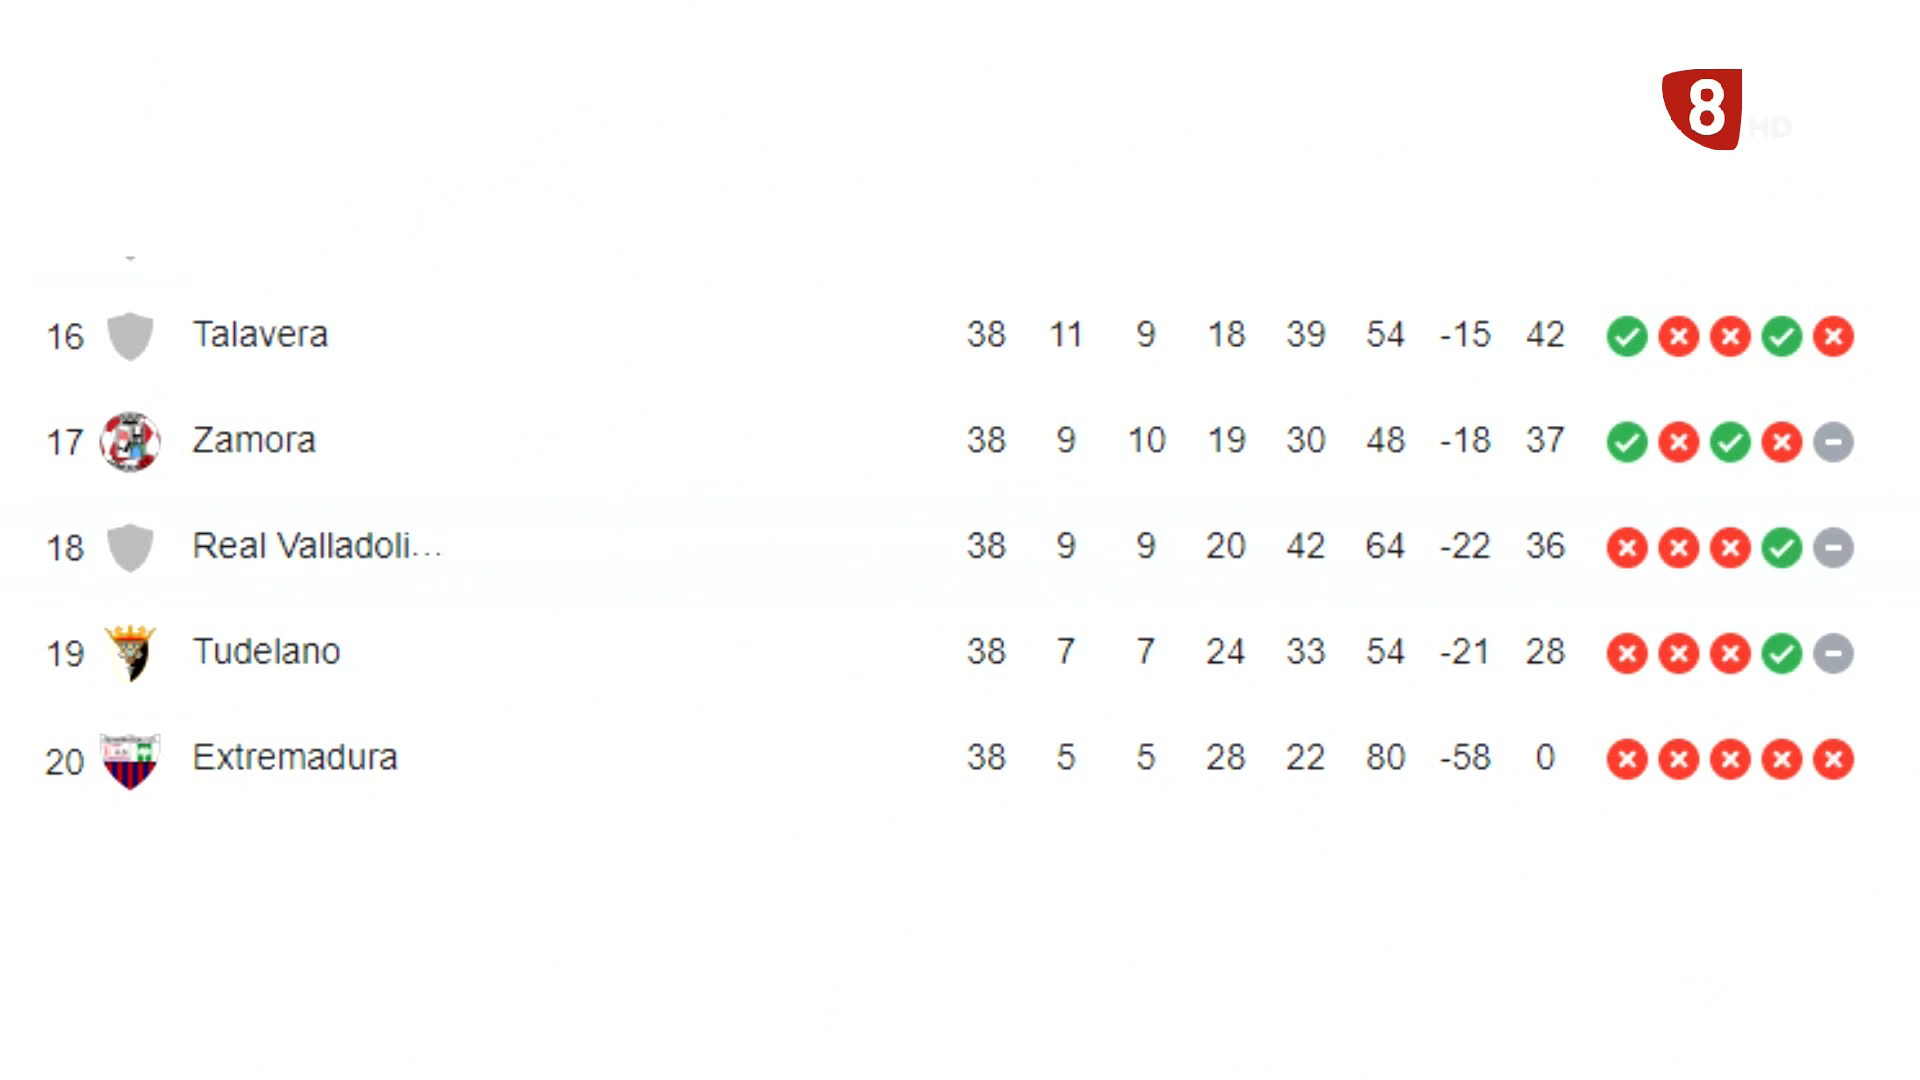 8 HD
16 Talavera 38 11 9 18 39 54 -15 42
17 Zamora 38 9 10 19 30 48 -18 37
18 Real Valladoli... 38 9 9 20 42 64 -22 36
19 Tudelano 38 7 7 24 33 54 -21 28
20 Extremadura 38 5 5 28 22 80 -58 0